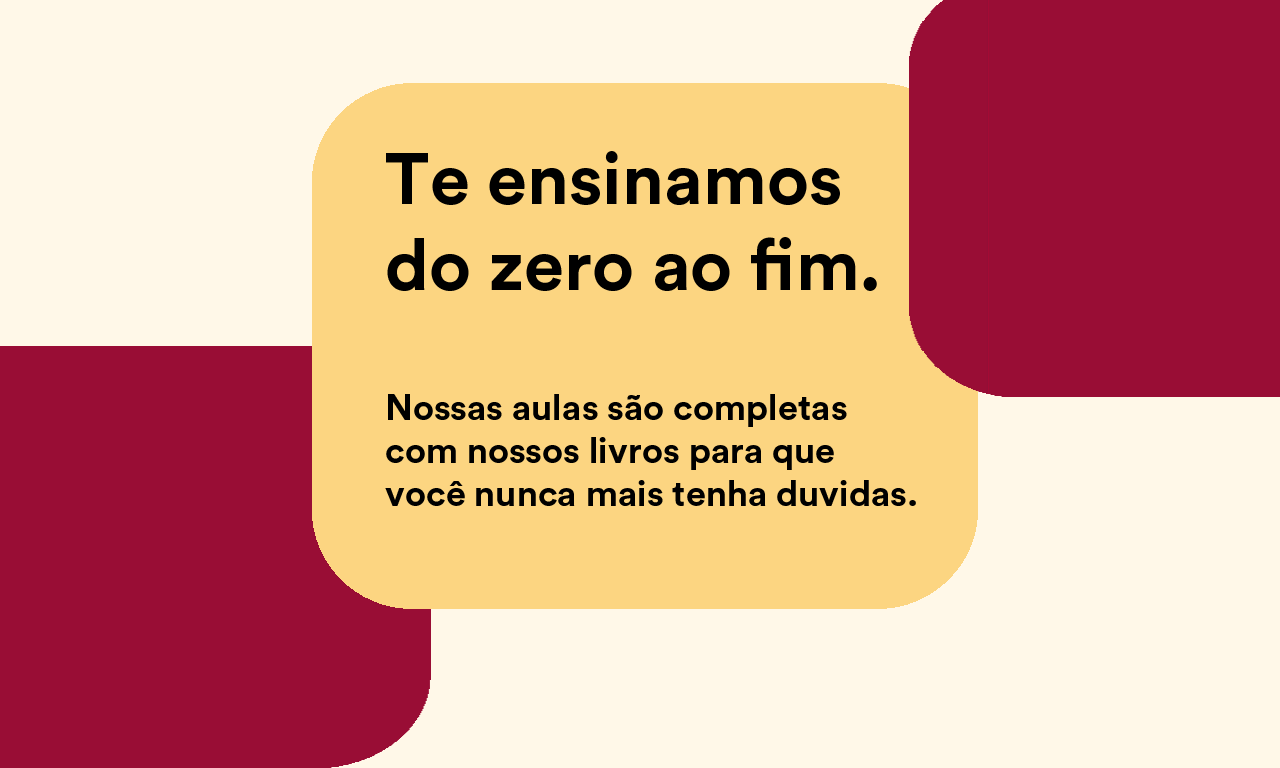 Te ensinamos
do zero ao fim.
Nossas aulas são completas
com nossos livros para que
você nunca mais tenha duvidas.